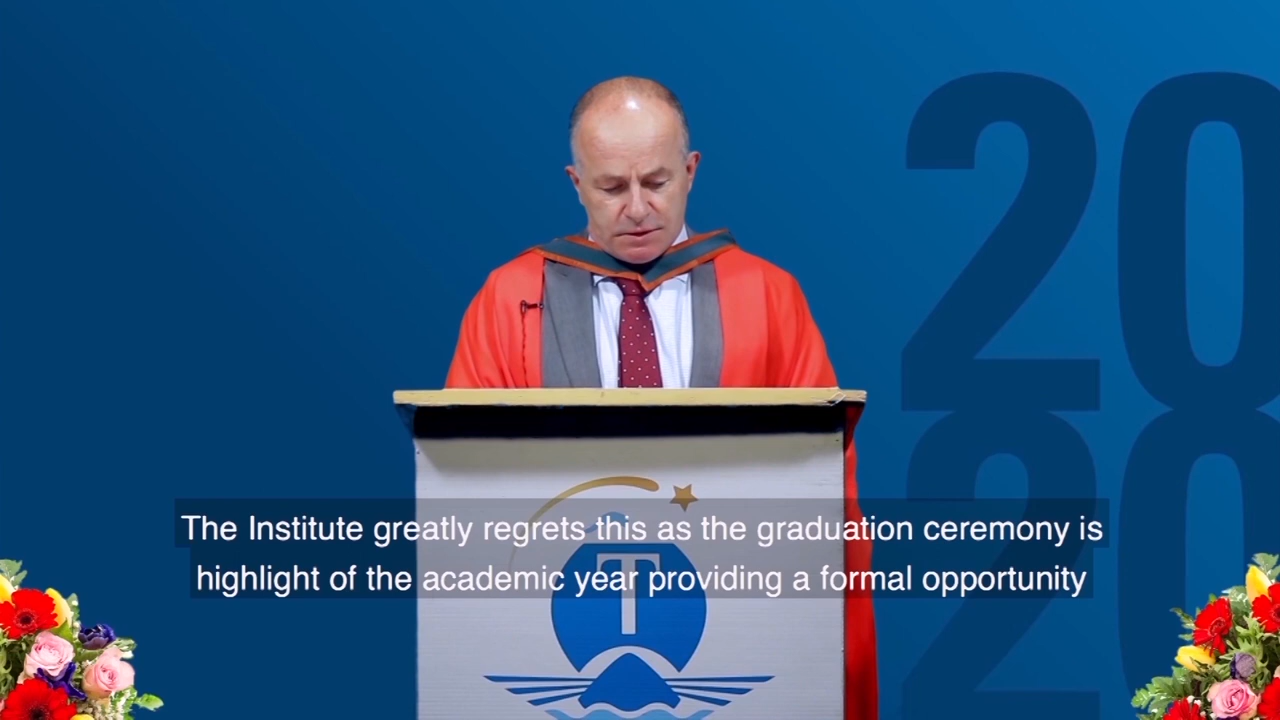 20
20
The Institute greatly regrets this as the graduation ceremony is
highlight of the academic year providing a formal opportunity
T